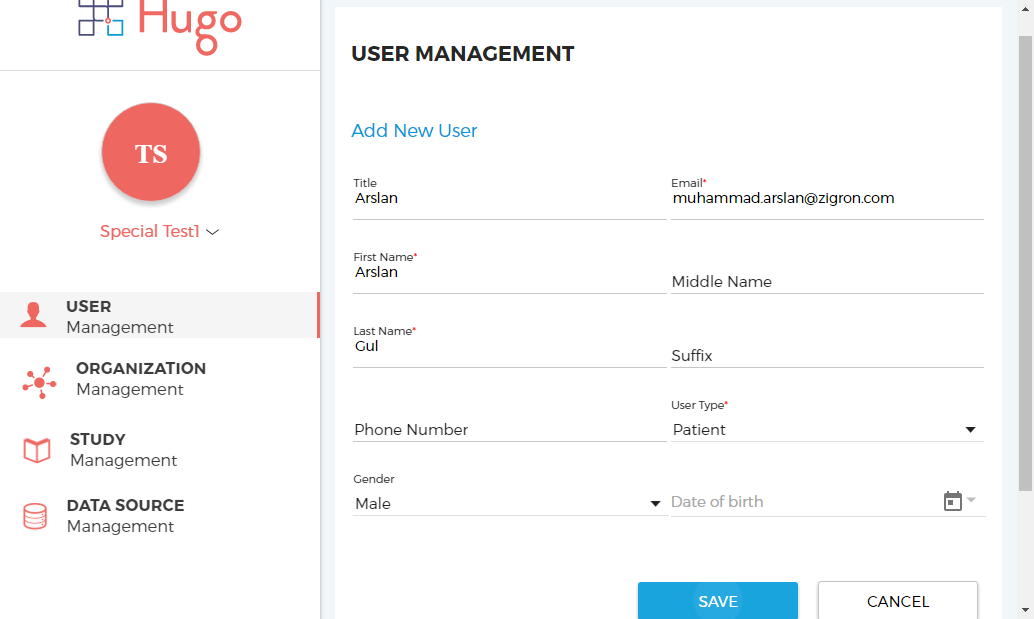 Hugo
TS
Special Test1
USER
Management
ORGANIZATION
Management
STUDY
Management
DATA SOURCE
Management
USER MANAGEMENT
Add New User
Title
Arslan
Email*
muhammad.arslan@zigron.com
First Name*
Arslan
Middle Name
Last Name*
Gul
Suffix
Phone Number
User Type*
Patient
Gender
Male
Date of birth
SAVE
CANCEL